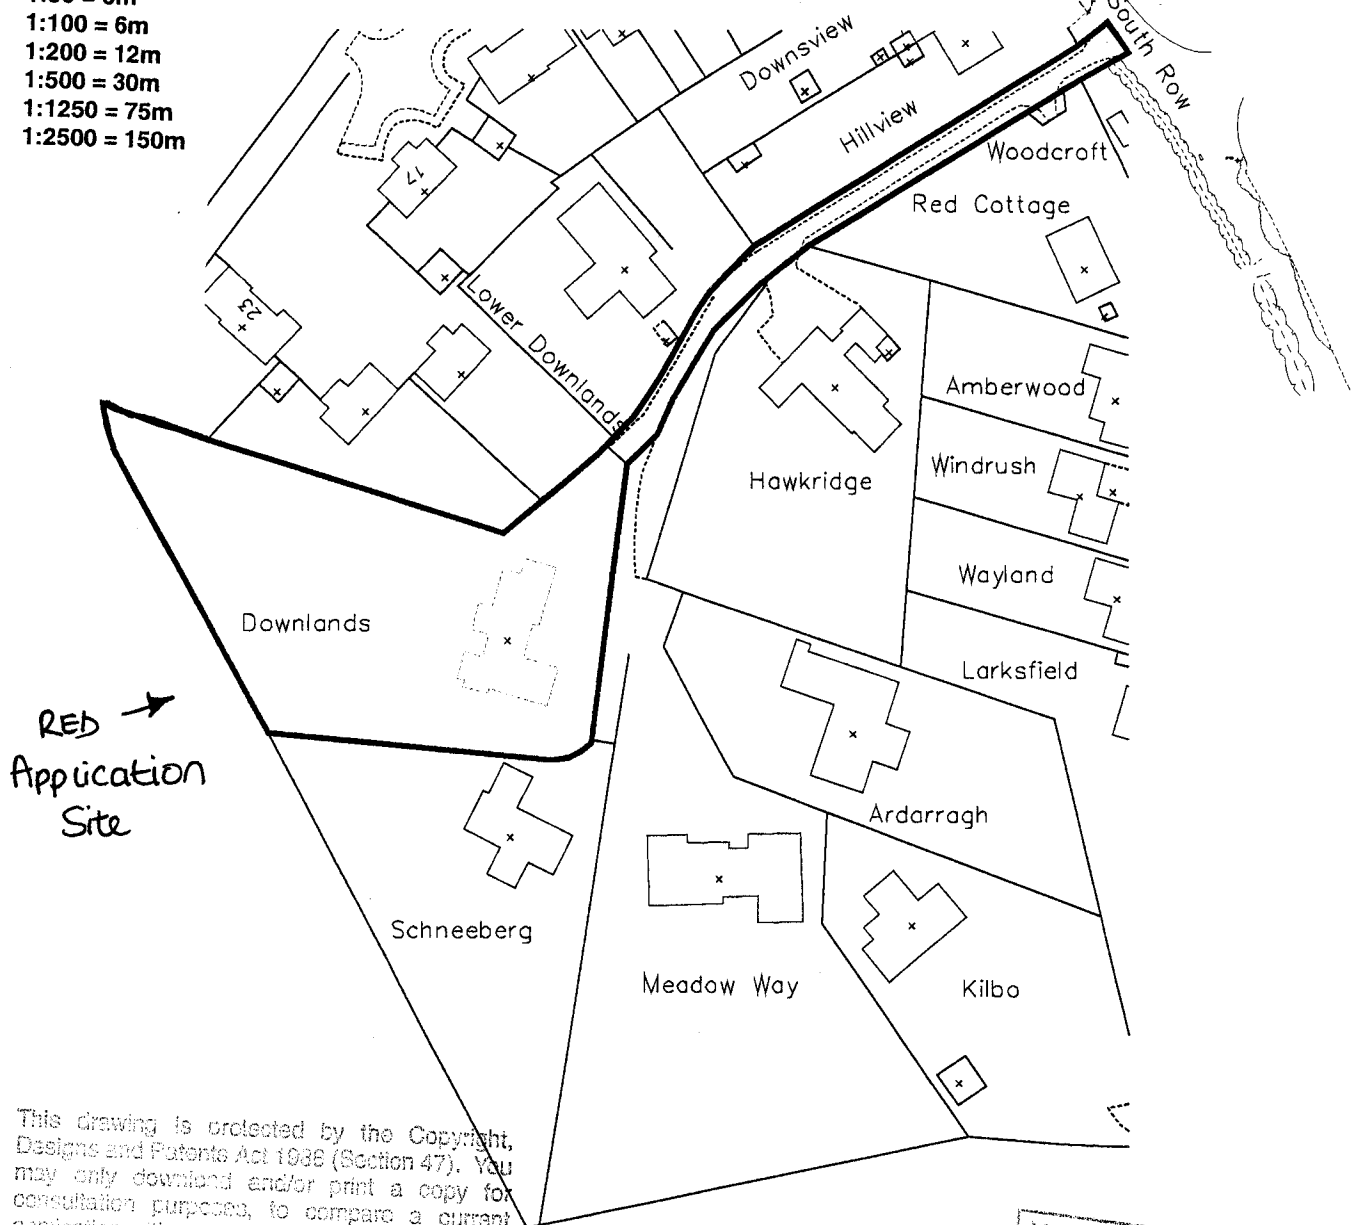 1:100 = 6m
1:200 = 12m
1:500 = 30m
1:1250 = 75m
1:2500 = 150m
South Row
Downsview
Hillview
Woodcroft
Red Cottage
17
23
Lower Downlands
Amberwood
Hawkridge
Windrush
Wayland
Downlands
Larksfield
RED
Application
Site
Ardarragh
Schneeberg
Meadow Way
Kilbo
This drawing is protected by the Copyright,
Designs and Patents Act 1988 (Section 47). You
may only download and/or print a copy for
consultation purposes, to compare a current